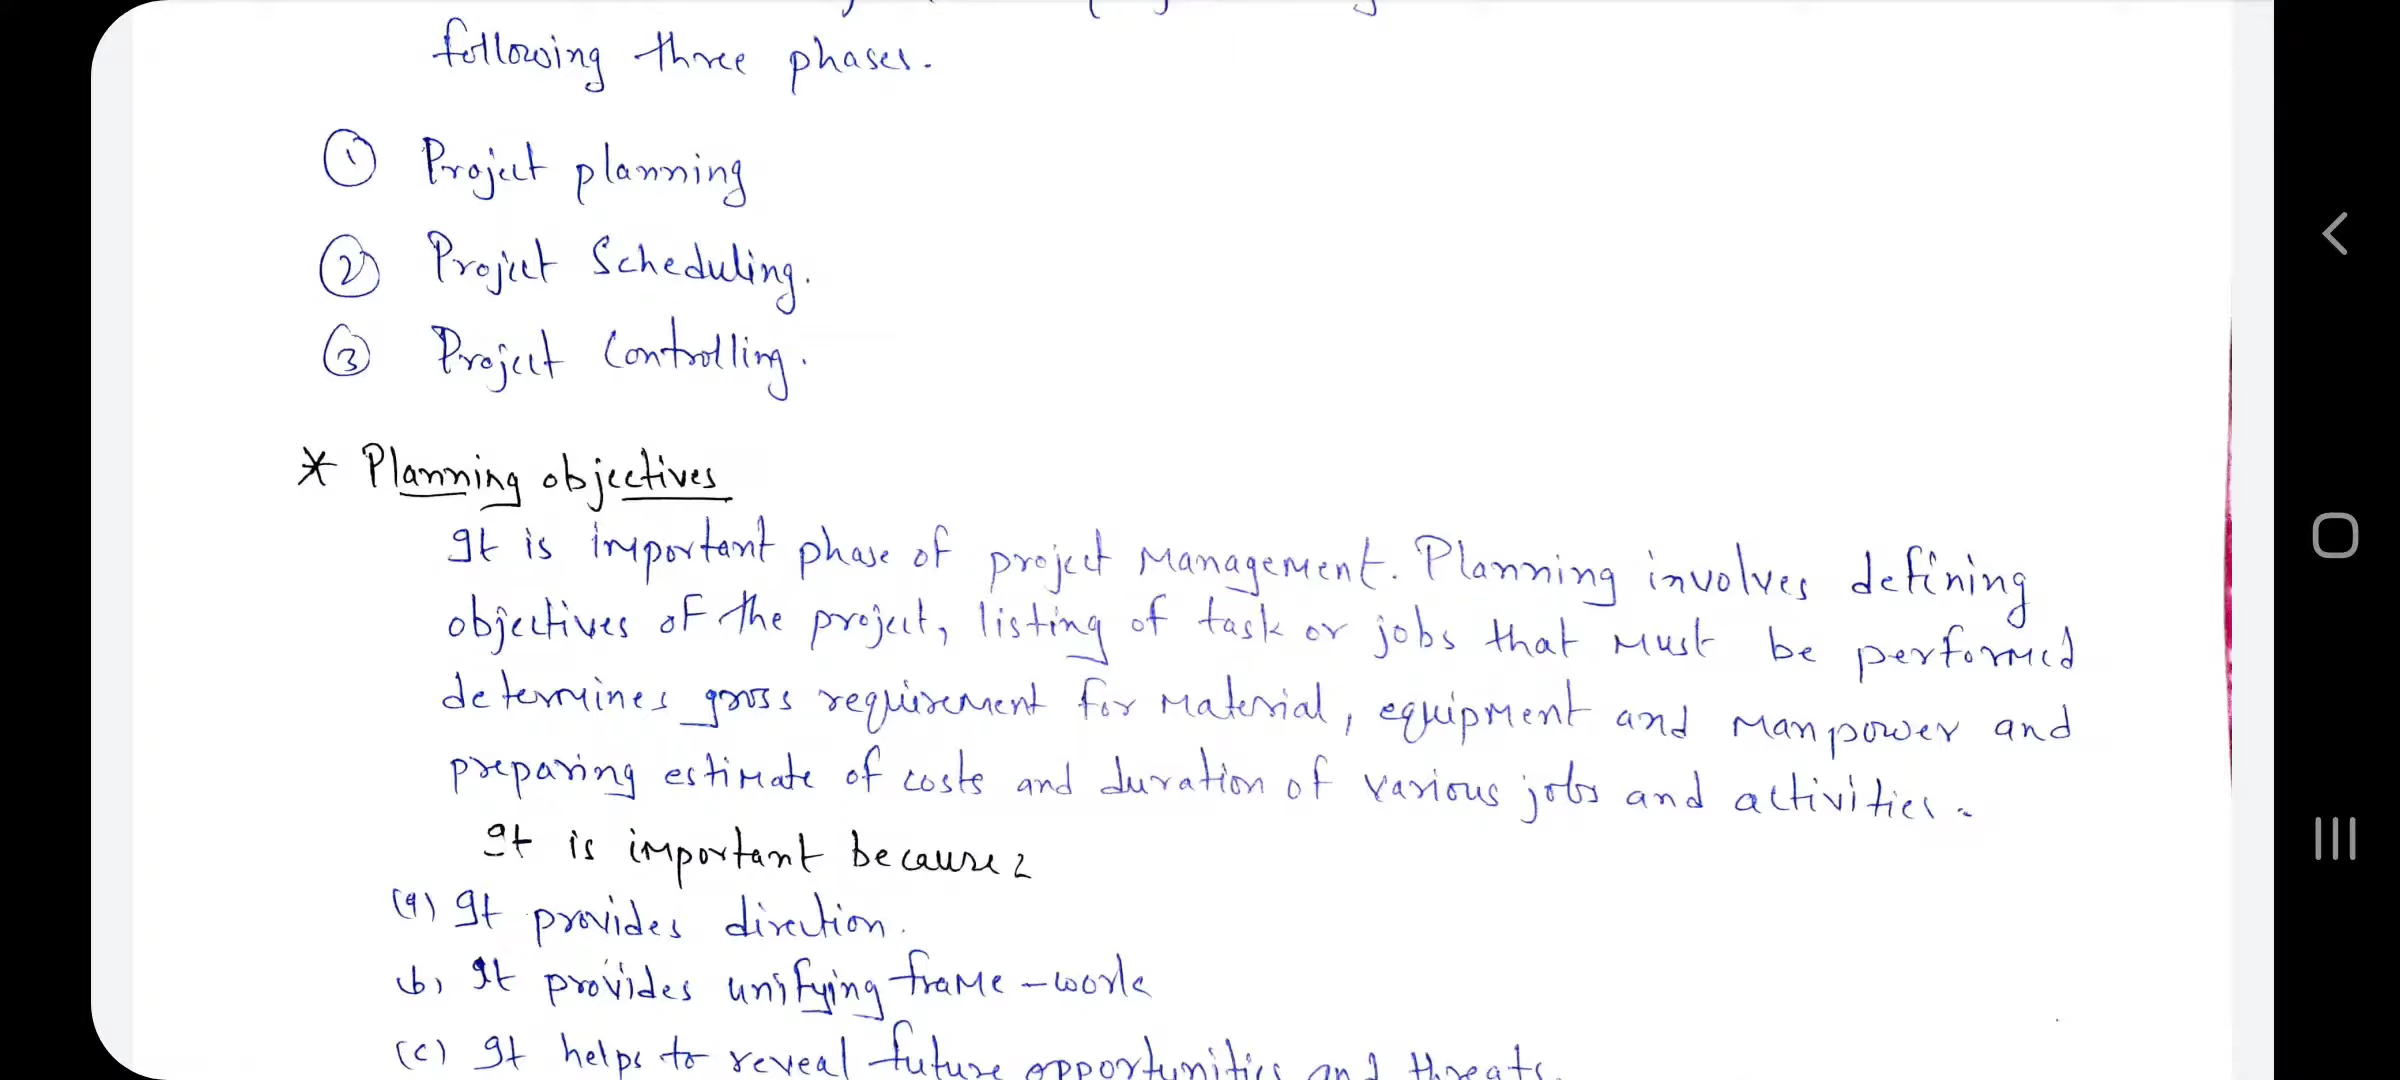 following three phases.
① Project planning
② Project Scheduling.
③ Project Controlling.
* Planning objectives
It is important phase of project Management. Planning involves defining
objectives of the project, listing of task or jobs that Must be performed
determines gross requirement for Material, equipment and Manpower and
preparing estimate of costs and duration of various jobs and activities.
It is important because
(a) It provides direction.
(b) It provides unifying frame-work
(c) It helps to reveal future opportunities and threats.